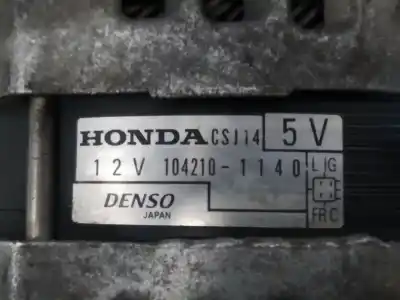 HONDA CSJ14 5V
12V 104210-1140 L IG
E
DENSO
JAPAN FR C